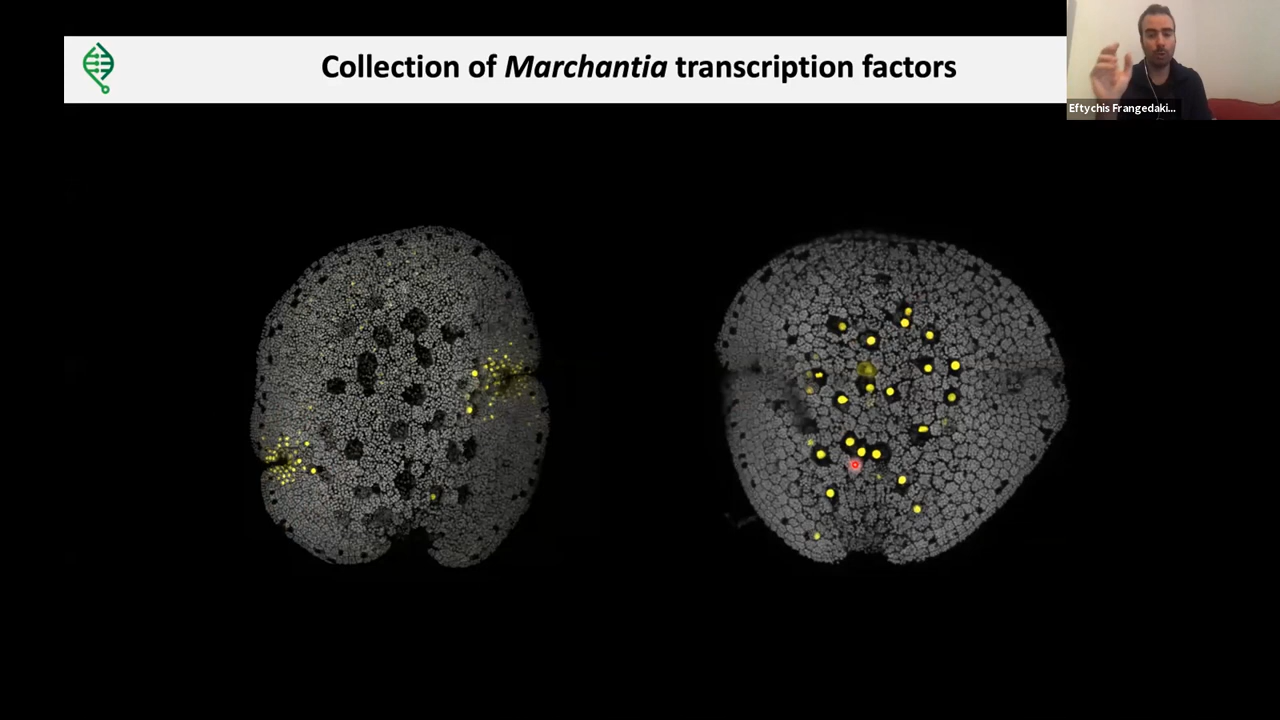 Collection of Marchantia transcription factors
Eftychis Frangedaki...